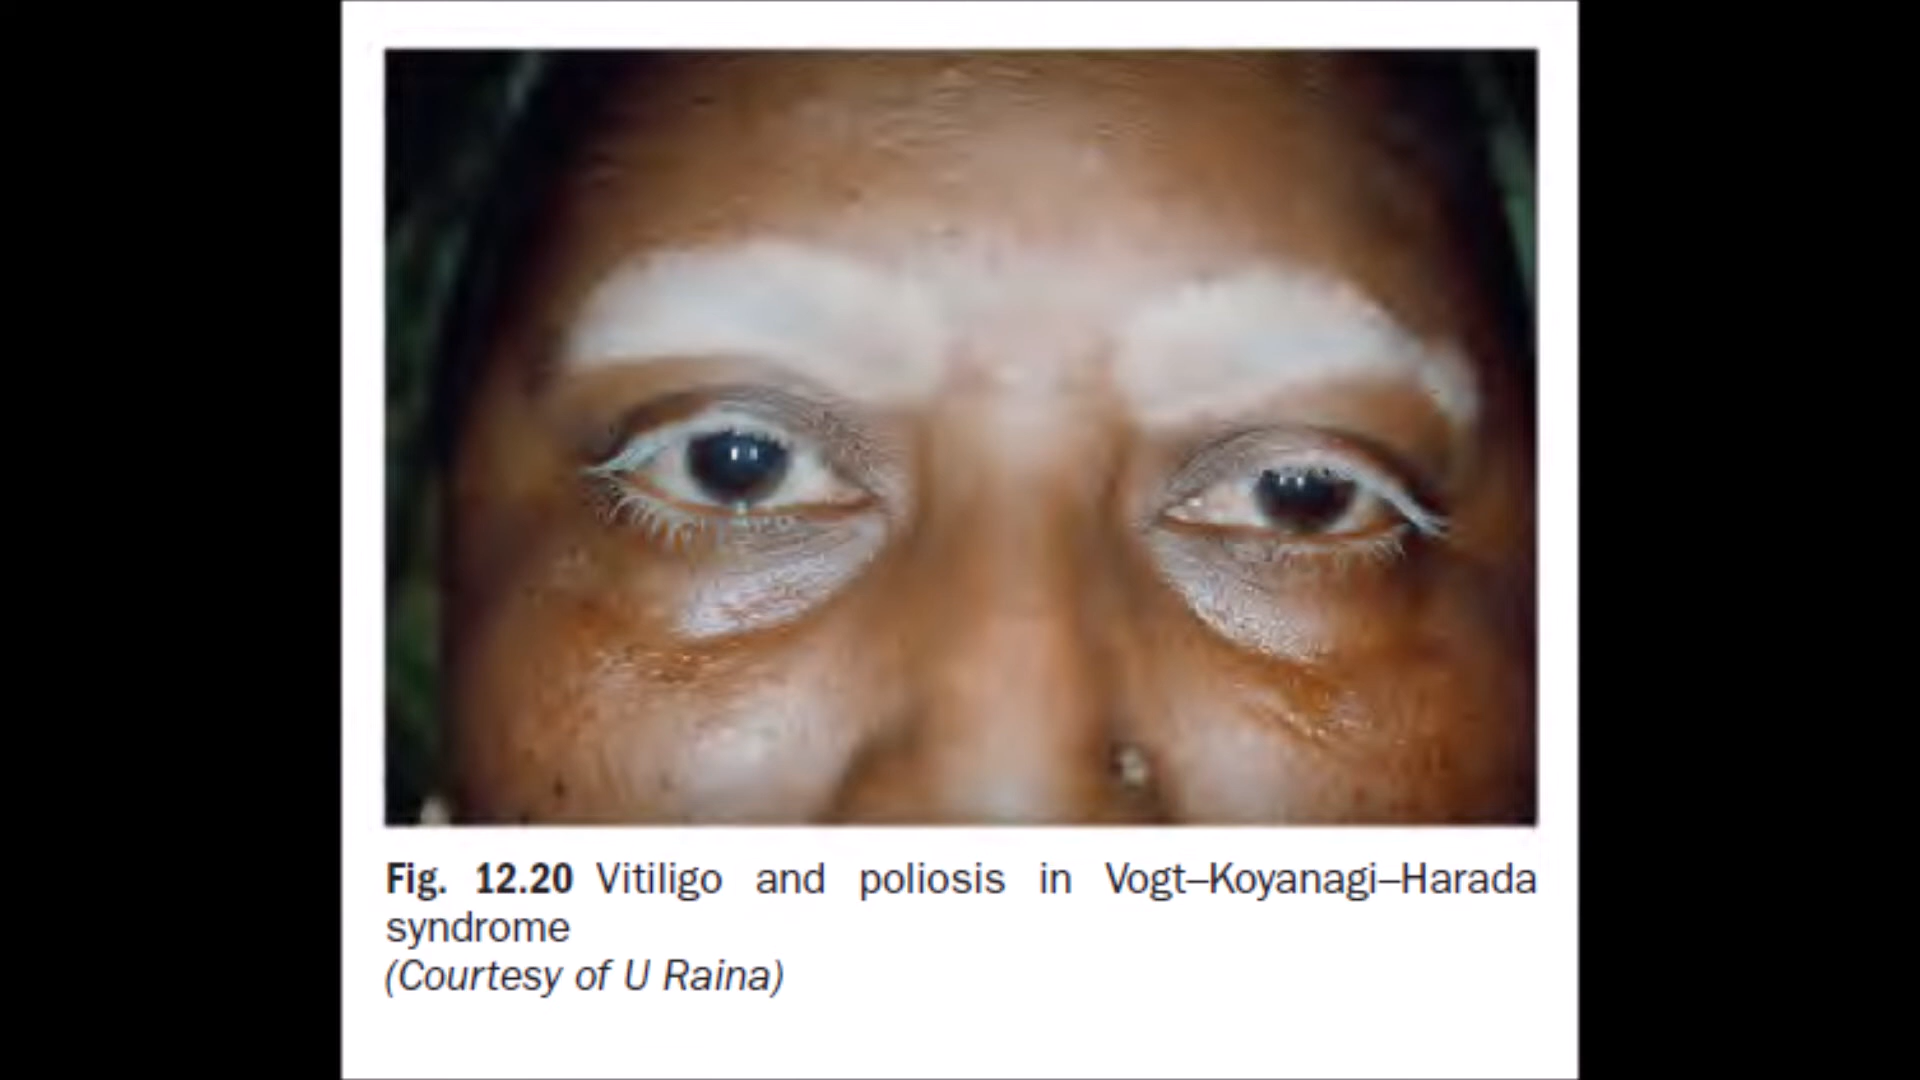 Fig. 12.20 Vitiligo and poliosis in Vogt–Koyanagi–Harada
syndrome
(Courtesy of U Raina)